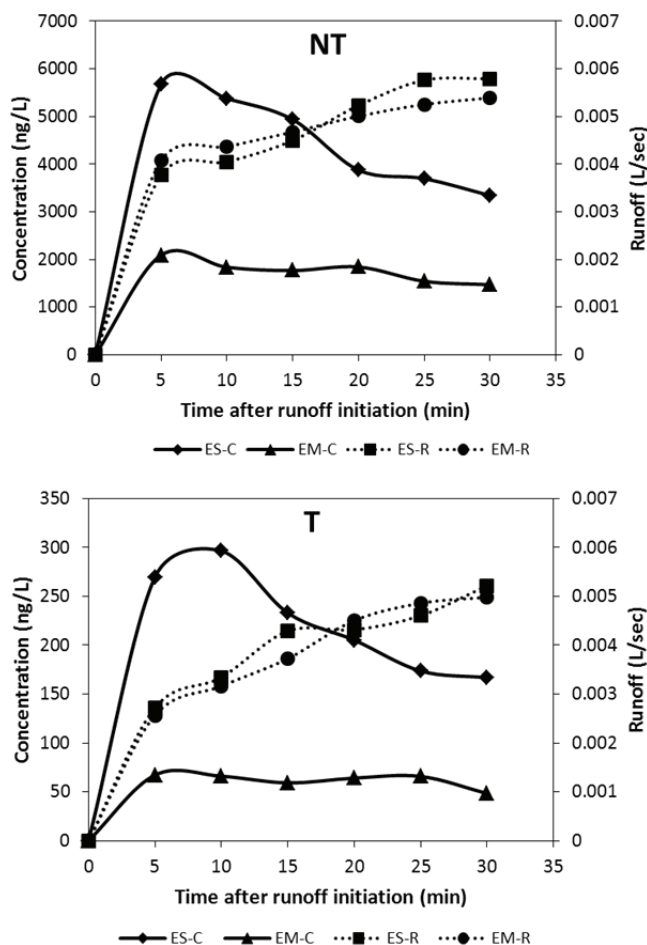 NT
Concentration (ng/L)
7000
6000
5000
4000
3000
2000
1000
0
0.007
0.006
0.005
0.004
0.003
0.002
0.001
0
Runoff (L/sec)
0 5 10 15 20 25 30 35
Time after runoff initiation (min)
ES-C EM-C ES-R EM-R
T
Concentration (ng/L)
350
300
250
200
150
100
50
0
0.007
0.006
0.005
0.004
0.003
0.002
0.001
0
Runoff (L/sec)
0 5 10 15 20 25 30 35
Time after runoff initiation (min)
ES-C EM-C ES-R EM-R